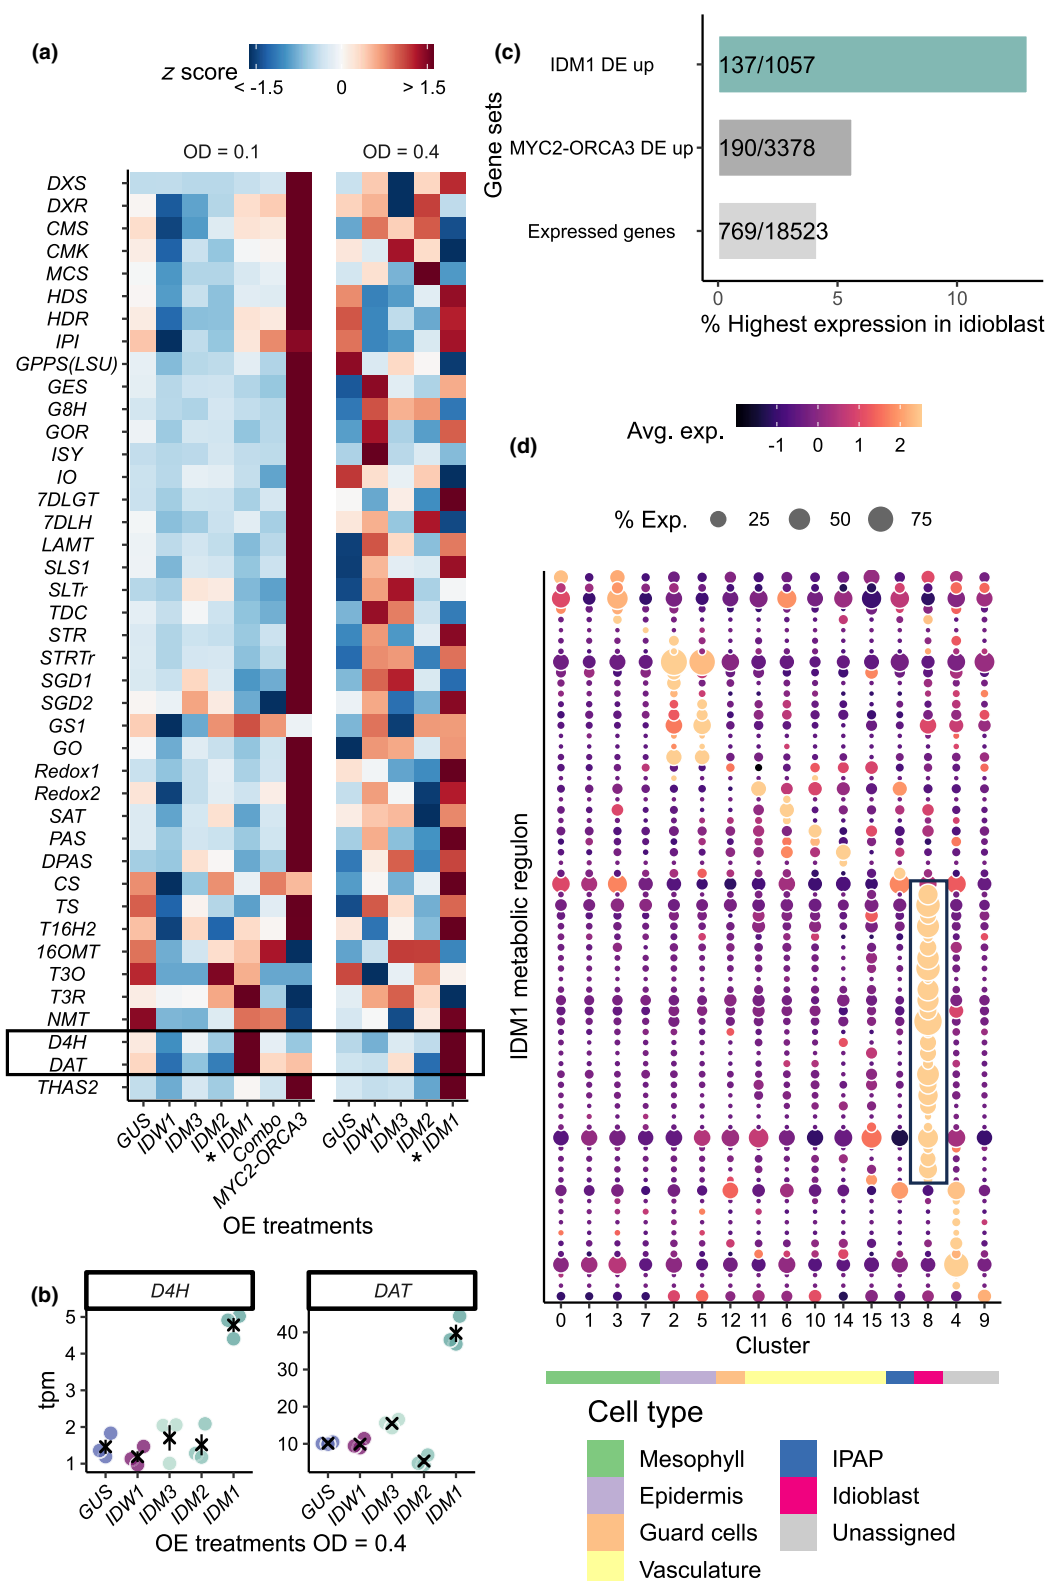 (a)
z score
< -1.5 0 > 1.5
OD = 0.1 OD = 0.4
DXS
DXR
CMS
CMK
MCS
HDS
HDR
IPI
GPPS(LSU)
GES
G8H
GOR
ISY
IO
7DLGT
7DLH
LAMT
SLS1
SLTr
TDC
STR
STRTr
SGD1
SGD2
GS1
GO
Redox1
Redox2
SAT
PAS
DPAS
CS
TS
T16H2
16OMT
T3O
T3R
NMT
D4H
DAT
THAS2
GUS IDW1 IDM3 IDM2 * IDM1 Combo MYC2-ORCA3 GUS IDW1 IDM3 IDM2 * IDM1
OE treatments
(b)
D4H DAT
tpm
5
4
3
2
1
40
30
20
10
GUS IDW1 IDM3 IDM2 IDM1 GUS IDW1 IDM3 IDM2 IDM1
OE treatments OD = 0.4
(c)
Gene sets
IDM1 DE up 137/1057
MYC2-ORCA3 DE up 190/3378
Expressed genes 769/18523
0 5 10
% Highest expression in idioblast
(d)
Avg. exp.
-1 0 1 2
% Exp. 25 50 75
IDM1 metabolic regulon
0 1 3 7 2 5 12 11 6 10 14 15 13 8 4 9
Cluster
Cell type
Mesophyll IPAP
Epidermis Idioblast
Guard cells Unassigned
Vasculature